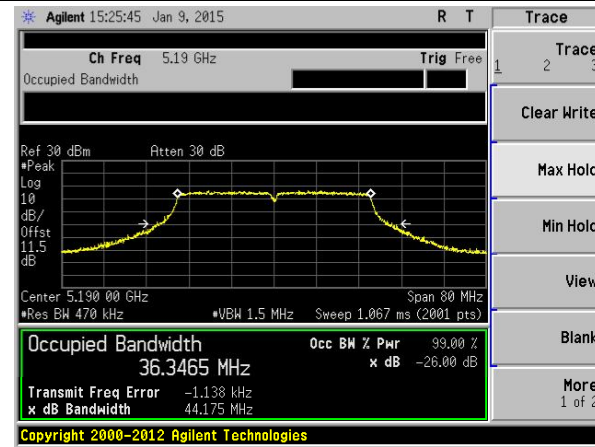 Agilent 15:25:45 Jan 9, 2015 R T
Trace
Ch Freq 5.19 GHz Trig Free
Occupied Bandwidth
Trace
1 2 3
Clear Write
Ref 30 dBm Atten 30 dB
#Peak
Log
10
dB/
Offst
11.5
dB
Max Hold
Min Hold
View
Center 5.190 00 GHz Span 80 MHz
#Res BW 470 kHz #VBW 1.5 MHz Sweep 1.067 ms (2001 pts)
Occupied Bandwidth Occ BW % Pwr 99.00 %
36.3465 MHz x dB -26.00 dB
Blank
Transmit Freq Error -1.138 kHz
x dB Bandwidth 44.175 MHz
More
1 of 2
Copyright 2000-2012 Agilent Technologies